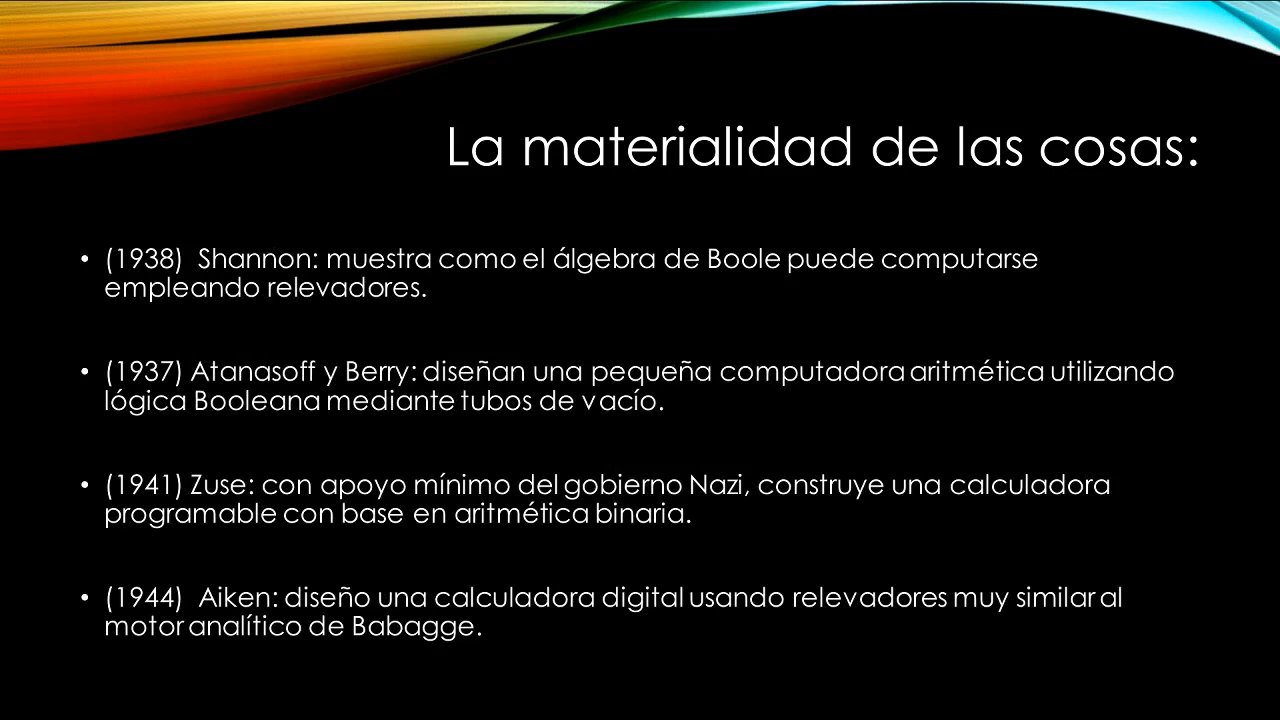 La materialidad de las cosas:
• (1938) Shannon: muestra como el álgebra de Boole puede computarse
empleando relevadores.
• (1937) Atanasoff y Berry: diseñan una pequeña computadora aritmética utilizando
lógica Booleana mediante tubos de vacío.
• (1941) Zuse: con apoyo mínimo del gobierno Nazi, construye una calculadora
programable con base en aritmética binaria.
• (1944) Aiken: diseño una calculadora digital usando relevadores muy similar al
motor analítico de Babagge.